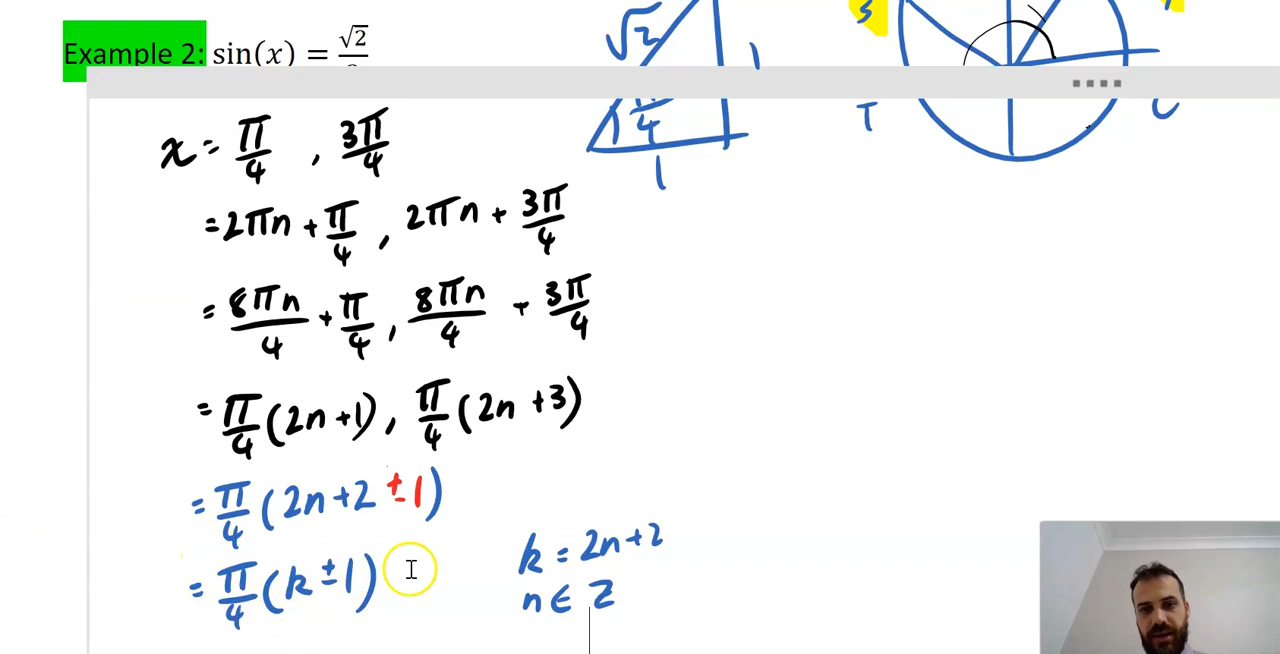 Example 2: sin(x) = √2
√2
1
π/4
1
S
T
C
x = π/4 , 3π/4
= 2πn + π/4 , 2πn + 3π/4
= 8πn/4 + π/4 , 8πn/4 + 3π/4
= π/4 (2n + 1) , π/4 (2n + 3)
= π/4 (2n + 2 ± 1)
= π/4 (k ± 1)
k = 2n + 2
n ∈ Z